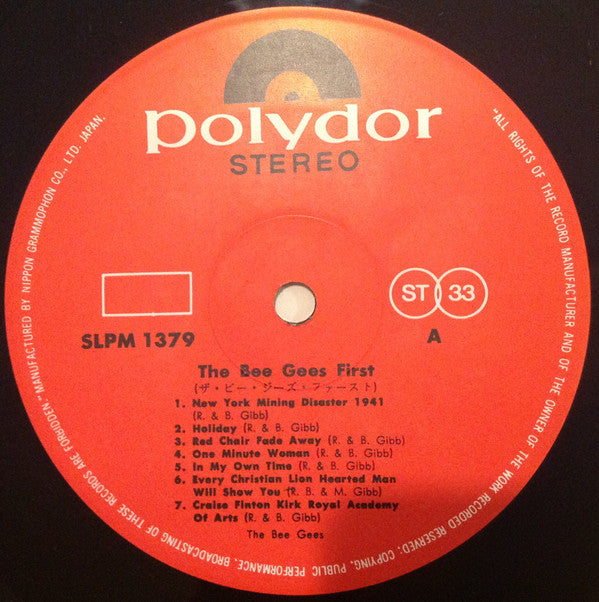 polydor
STEREO
SLPM 1379
ST 33
A
The Bee Gees First
(ザ・ビー・ジーズ・ファースト)
1. New York Mining Disaster 1941
(R. & B. Gibb)
2. Holiday (R. & B. Gibb)
3. Red Chair Fade Away (R. & B. Gibb)
4. One Minute Woman (R. & B. Gibb)
5. In My Own Time (R. & B. Gibb)
6. Every Christian Lion Hearted Man
Will Show You (R. B. & M. Gibb)
7. Craise Finton Kirk Royal Academy
Of Arts (R. & B. Gibb)
The Bee Gees
"ALL RIGHTS OF THE RECORD MANUFACTURER AND OF THE OWNER OF THE WORK RECORDED RESERVED; COPYING, PUBLIC PERFORMANCE, BROADCASTING OF THESE RECORDS ARE FORBIDDEN" MANUFACTURED BY NIPPON GRAMMOPHON CO., LTD. JAPAN.